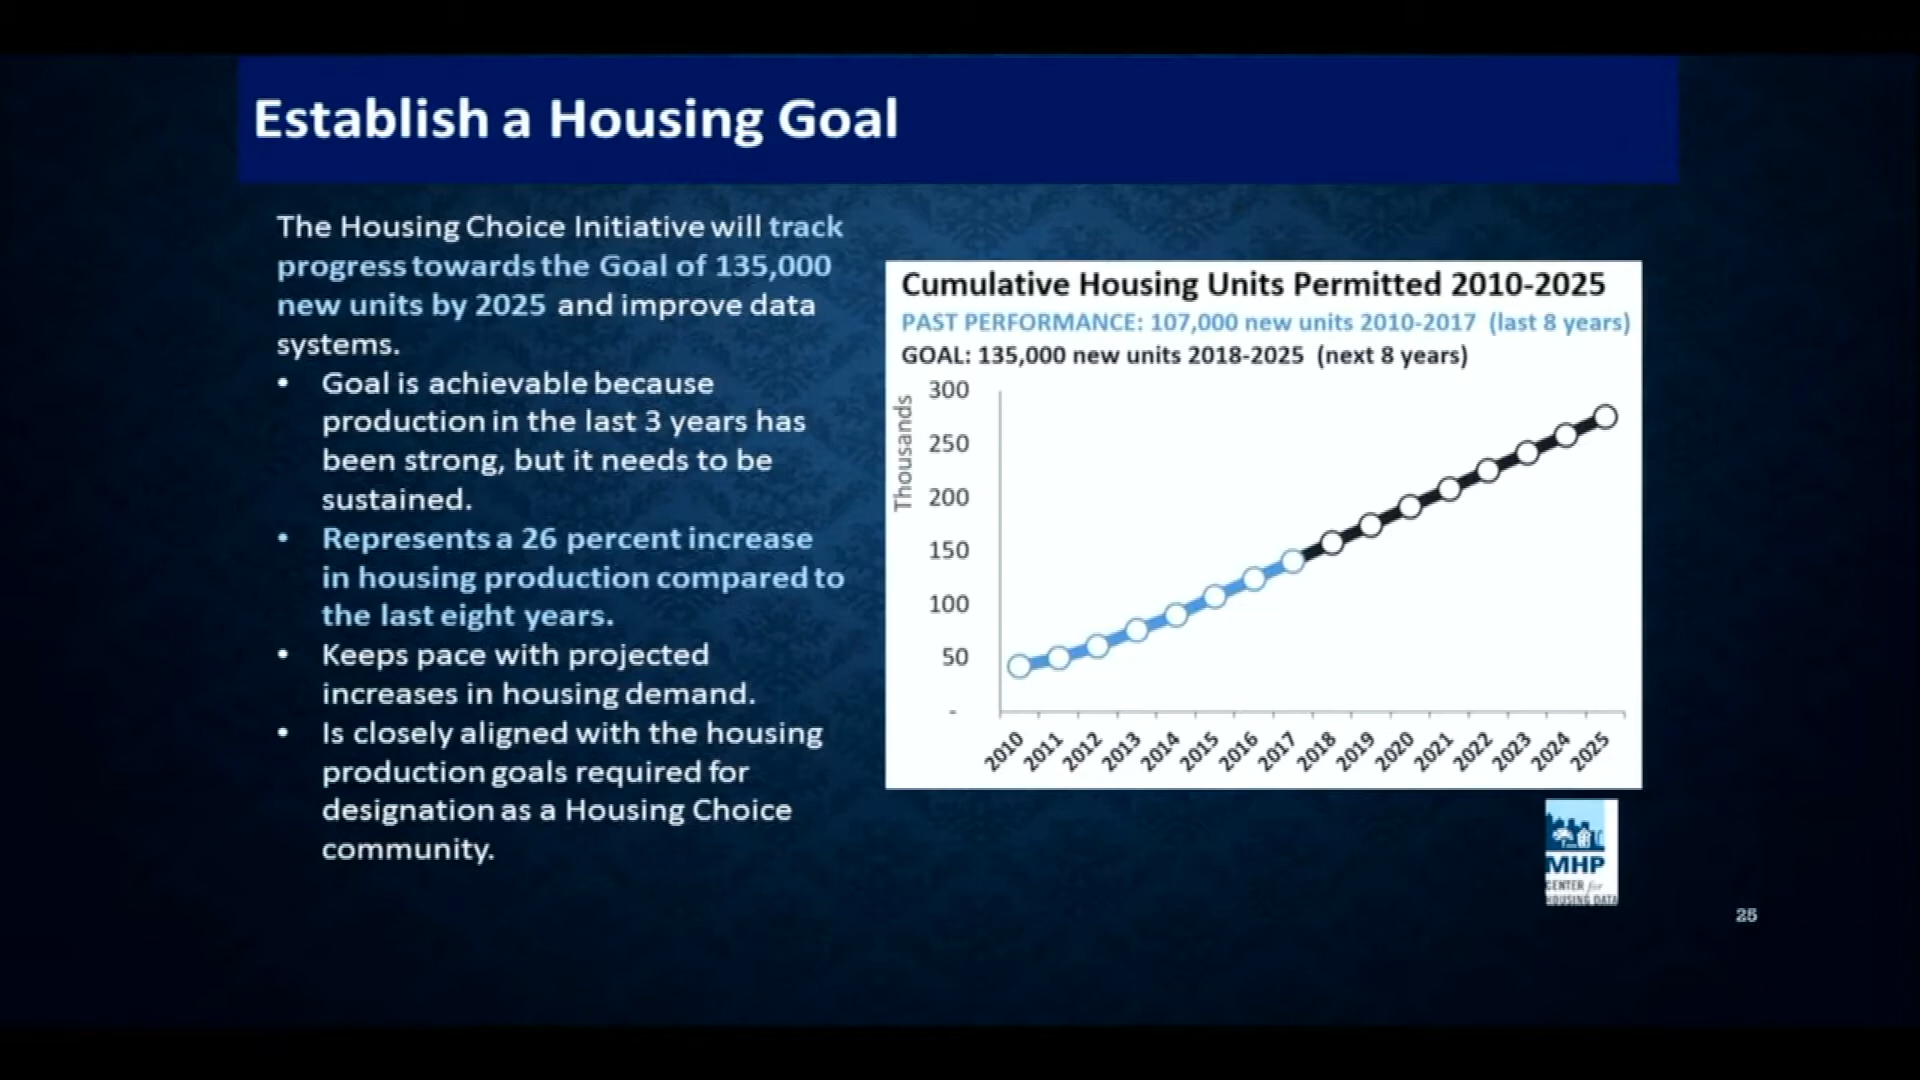 Establish a Housing Goal
The Housing Choice Initiative will track
progress towards the Goal of 135,000
new units by 2025 and improve data
systems.
• Goal is achievable because
production in the last 3 years has
been strong, but it needs to be
sustained.
• Represents a 26 percent increase
in housing production compared to
the last eight years.
• Keeps pace with projected
increases in housing demand.
• Is closely aligned with the housing
production goals required for
designation as a Housing Choice
community.
Cumulative Housing Units Permitted 2010-2025
PAST PERFORMANCE: 107,000 new units 2010-2017 (last 8 years)
GOAL: 135,000 new units 2018-2025 (next 8 years)
Thousands
300
250
200
150
100
50
-
2010 2011 2012 2013 2014 2015 2016 2017 2018 2019 2020 2021 2022 2023 2024 2025
MHP
CENTER for
HOUSING DATA
25